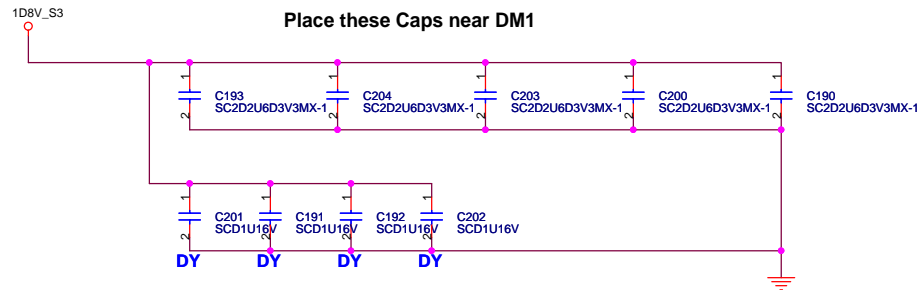 1D8V_S3
Place these Caps near DM1
1 1 1 1 1
C193 C204 C203 C200 C190
SC2D2U6D3V3MX-1 SC2D2U6D3V3MX-1 SC2D2U6D3V3MX-1 SC2D2U6D3V3MX-1 SC2D2U6D3V3MX-1
2 2 2 2 2
1 1 1 1
C201 C191 C192 C202
SCD1U16V SCD1U16V SCD1U16V SCD1U16V
2 2 2 2
DY DY DY DY